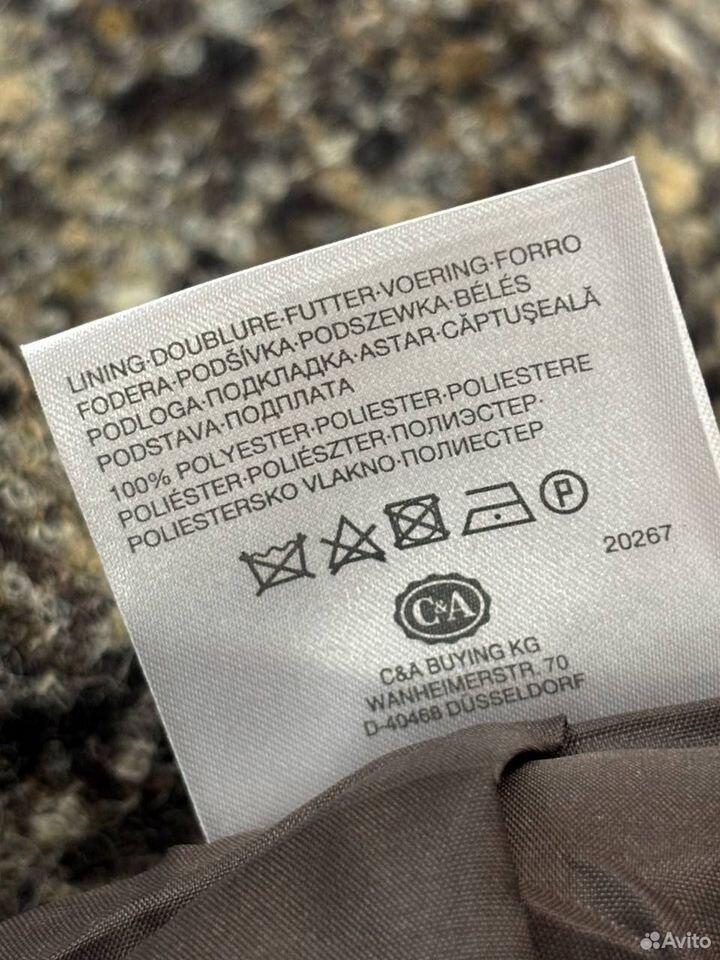 LINING·DOUBLURE·FUTTER·VOERING·FORRO
FODERA·PODŠÍVKA·PODSZEWKA·BÉLÉS
PODLOGA·ПОДКЛАДКА·ASTAR·CĂPTUŞEALĂ
PODSTAVA·ПОДПЛАТА
100% POLYESTER·POLIESTER·POLIESTERE
POLIÉSTER·POLIÉSZTER·ПОЛИЭСТЕР·
POLIESTERSKO VLAKNO·ПОЛИЕСТЕР
P
20267
C&A
C&A BUYING KG
WANHEIMERSTR. 70
D-40468 DÜSSELDORF
Avito